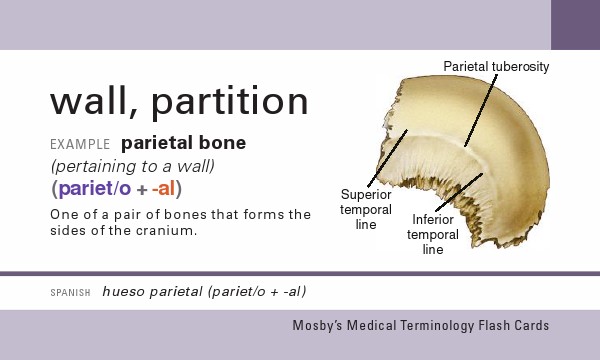 wall, partition
EXAMPLE parietal bone
(pertaining to a wall)
(pariet/o + -al)
One of a pair of bones that forms the
sides of the cranium.
Parietal tuberosity
Superior
temporal
line
Inferior
temporal
line
SPANISH hueso parietal (pariet/o + -al)
Mosby's Medical Terminology Flash Cards